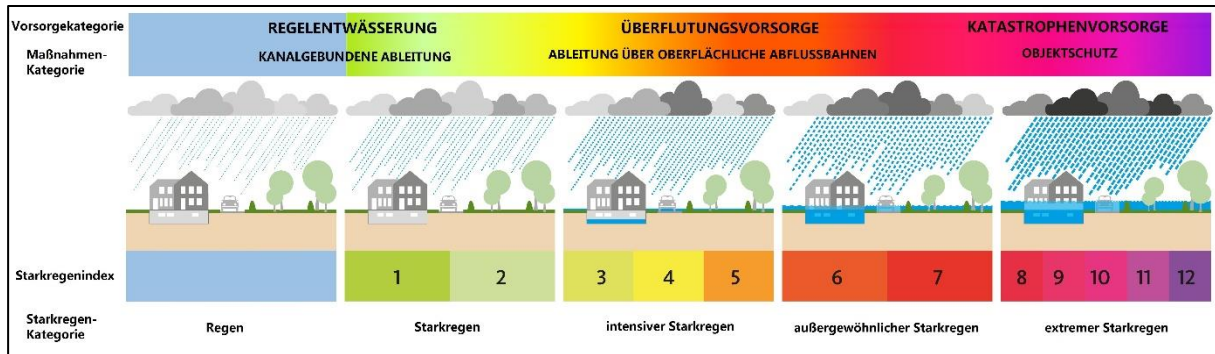 Vorsorgekategorie REGELENTWÄSSERUNG ÜBERFLUTUNGSVORSORGE KATASTROPHENVORSORGE
Maßnahmen-
Kategorie KANALGEBUNDENE ABLEITUNG ABLEITUNG ÜBER OBERFLÄCHLICHE ABFLUSSBAHNEN OBJEKTSCHUTZ
Starkregenindex 1 2 3 4 5 6 7 8 9 10 11 12
Starkregen-
Kategorie Regen Starkregen intensiver Starkregen außergewöhnlicher Starkregen extremer Starkregen